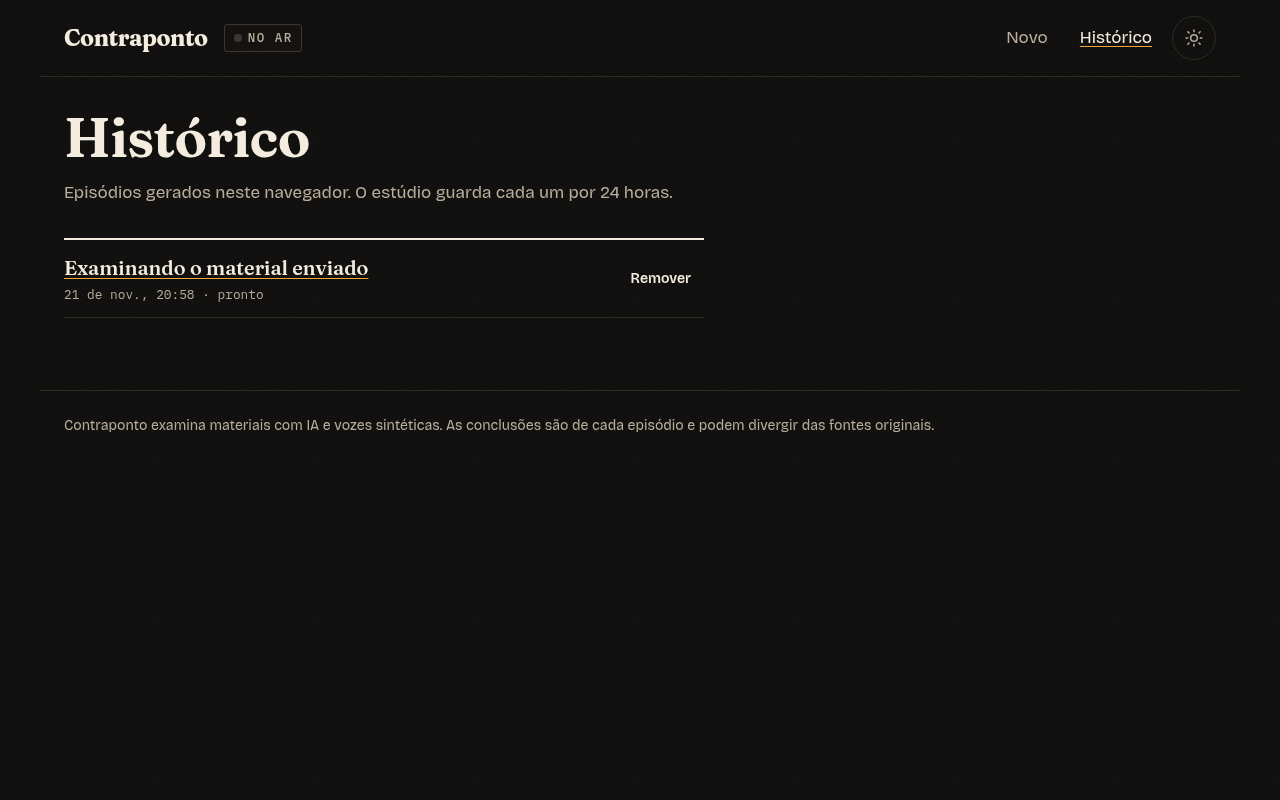 Contraponto
NO AR
Novo
Histórico
Histórico
Episódios gerados neste navegador. O estúdio guarda cada um por 24 horas.
Examinando o material enviado
21 de nov., 20:58 · pronto
Remover
Contraponto examina materiais com IA e vozes sintéticas. As conclusões são de cada episódio e podem divergir das fontes originais.